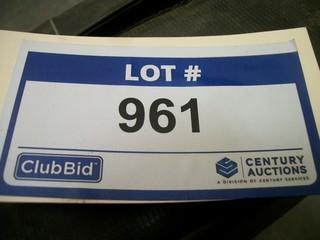 LOT #
961
ClubBid
CENTURY
AUCTIONS
A DIVISION OF CENTURY SERVICES